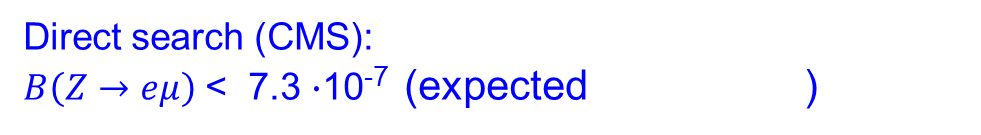 Direct search (CMS):
B(Z → eμ) < 7.3 ·10⁻⁷ (expected )